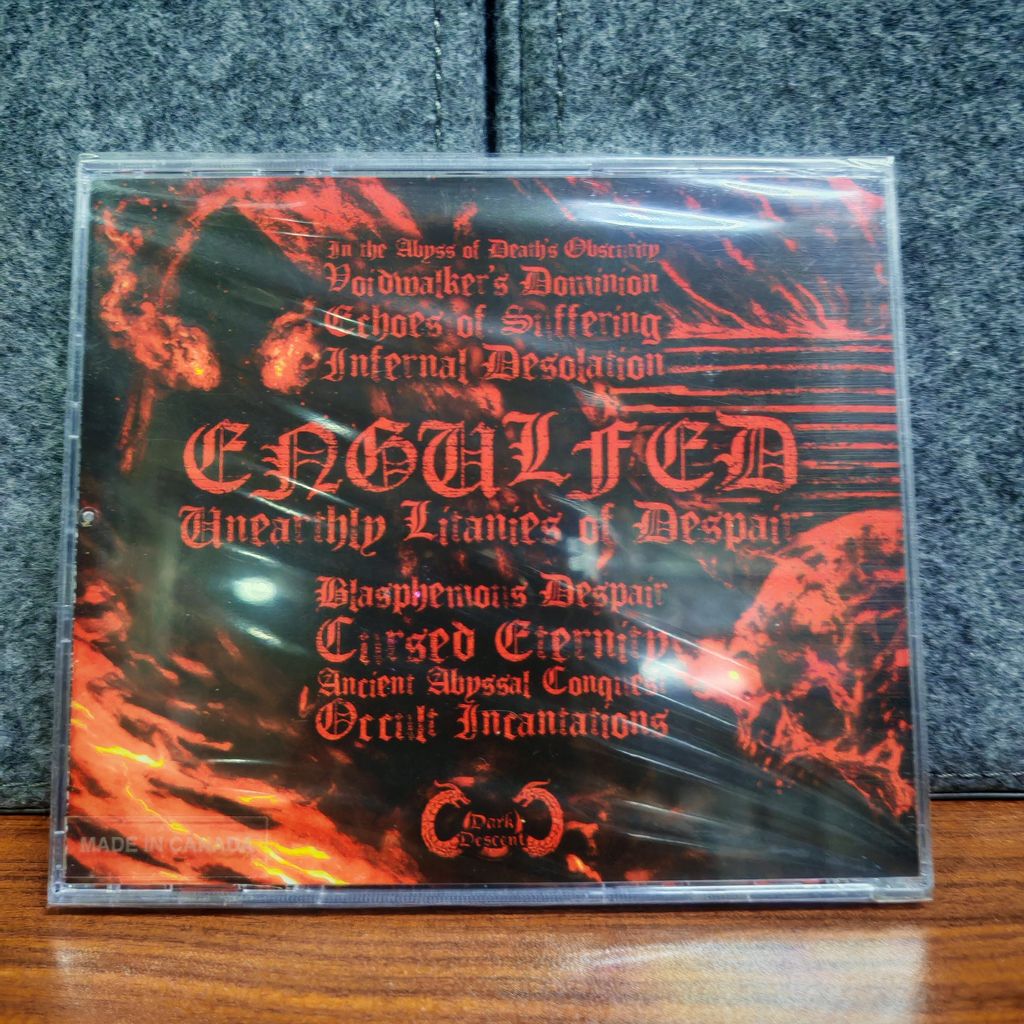 In the Abyss of Death's Obscurity
Voidwalker's Dominion
Echoes of Suffering
Infernal Desolation
ENGULFED
Unearthly Litanies of Despair
Blasphemous Despair
Cursed Eternity
Ancient Abyssal Conquest
Occult Incantations
Dark
Descent
MADE IN CANADA